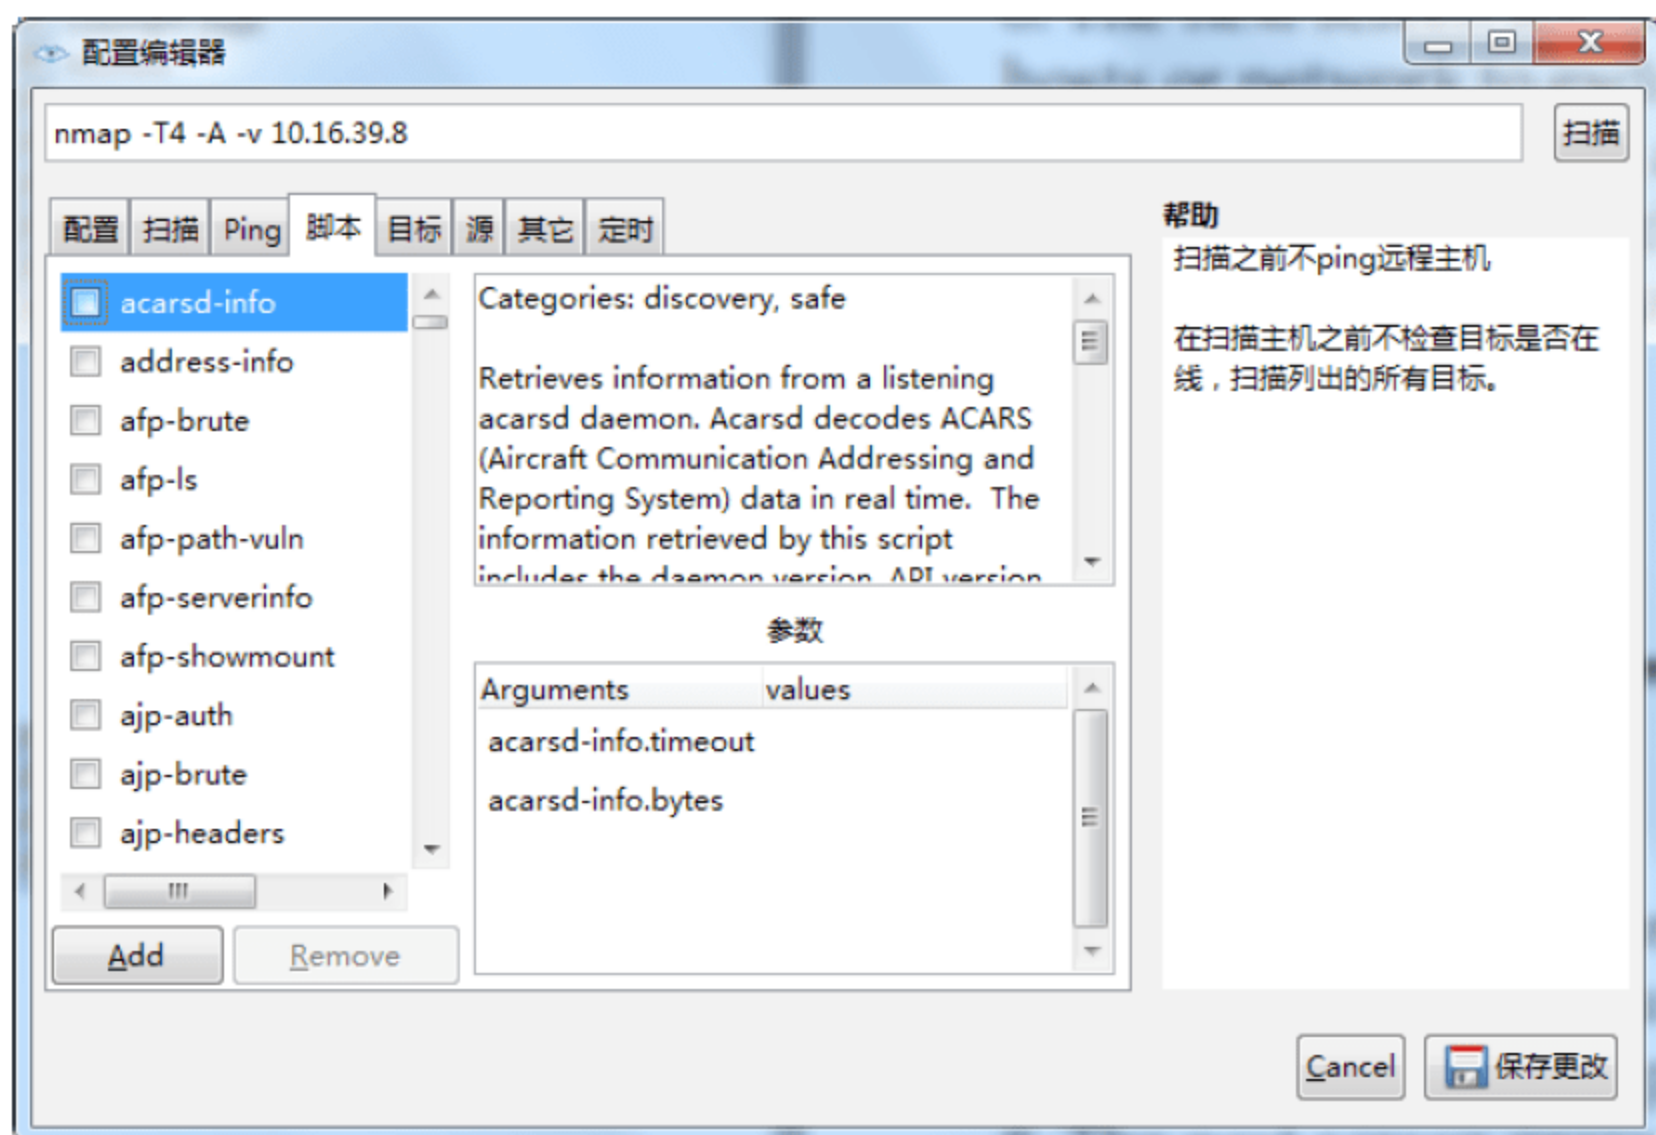 配置编辑器
nmap -T4 -A -v 10.16.39.8
扫描
配置 扫描 Ping 脚本 目标 源 其它 定时
acarsd-info
address-info
afp-brute
afp-ls
afp-path-vuln
afp-serverinfo
afp-showmount
ajp-auth
ajp-brute
ajp-headers
Add Remove
Categories: discovery, safe
Retrieves information from a listening
acarsd daemon. Acarsd decodes ACARS
(Aircraft Communication Addressing and
Reporting System) data in real time.  The
information retrieved by this script
includes the daemon version, API version
参数
Arguments values
acarsd-info.timeout
acarsd-info.bytes
帮助
扫描之前不ping远程主机
在扫描主机之前不检查目标是否在
线，扫描列出的所有目标。
Cancel 保存更改